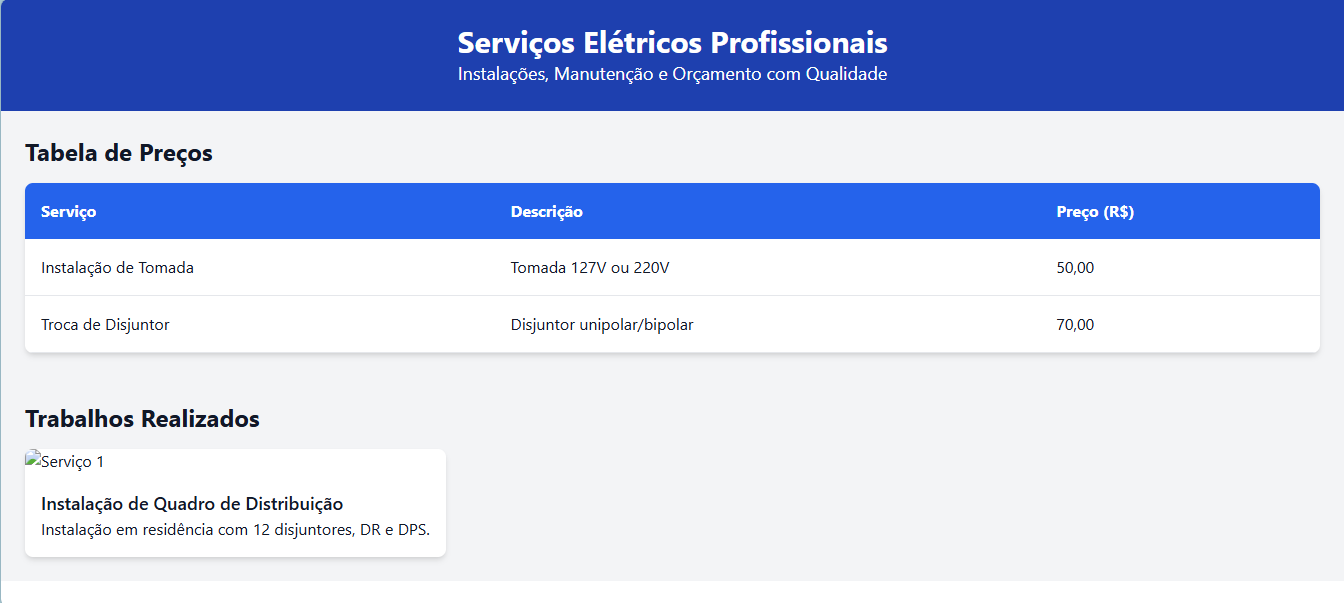 Serviços Elétricos Profissionais
Instalações, Manutenção e Orçamento com Qualidade
Tabela de Preços
Serviço Descrição Preço (R$)
Instalação de Tomada Tomada 127V ou 220V 50,00
Troca de Disjuntor Disjuntor unipolar/bipolar 70,00
Trabalhos Realizados
Serviço 1
Instalação de Quadro de Distribuição
Instalação em residência com 12 disjuntores, DR e DPS.